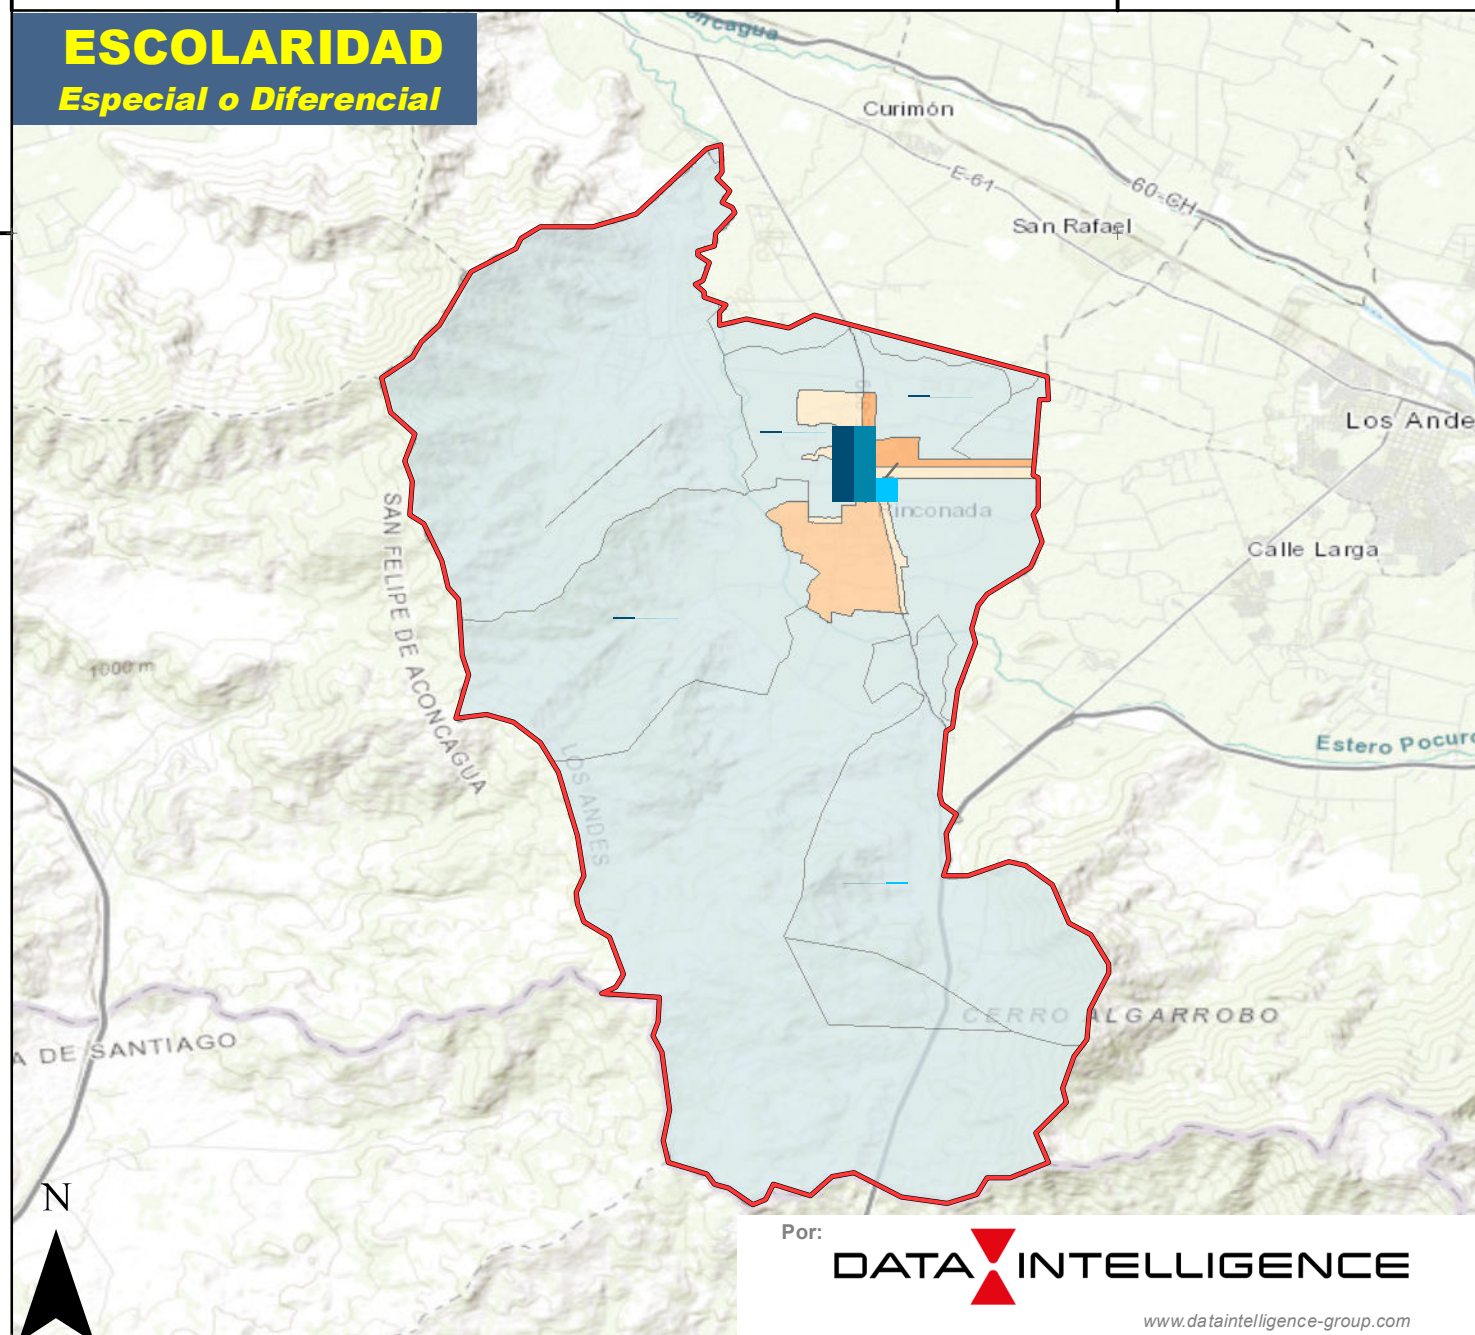 ESCOLARIDAD
Especial o Diferencial
Curimón
E-61
60-CH
San Rafael
Los Ande
Calle Larga
Rinconada
SAN FELIPE DE ACONCAGUA
1000 m
LOS ANDES
Estero Pocuro
CERRO ALGARROBO
A DE SANTIAGO
N
Por:
DATA INTELLIGENCE
www.dataintelligence-group.com